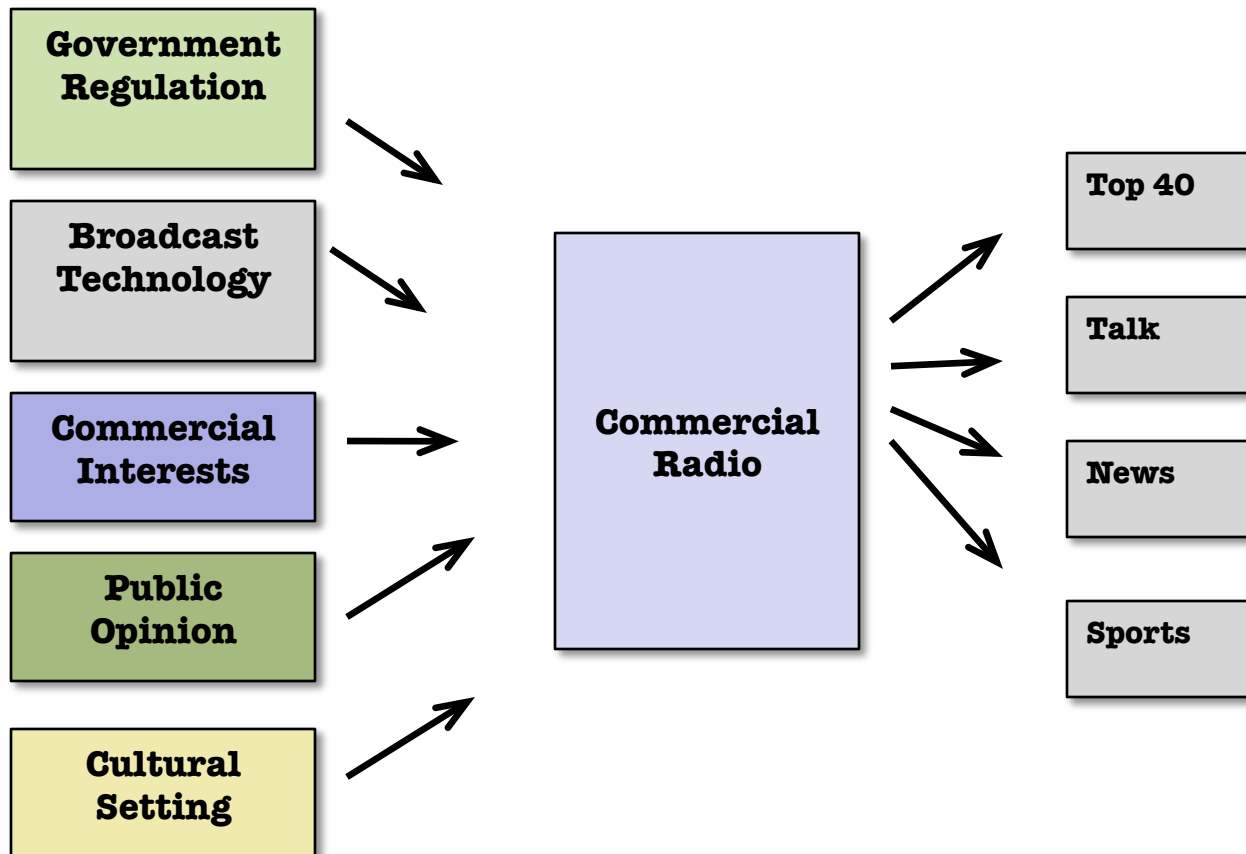 Government
Regulation
Broadcast
Technology
Commercial
Interests
Public
Opinion
Cultural
Setting
Commercial
Radio
Top 40
Talk
News
Sports